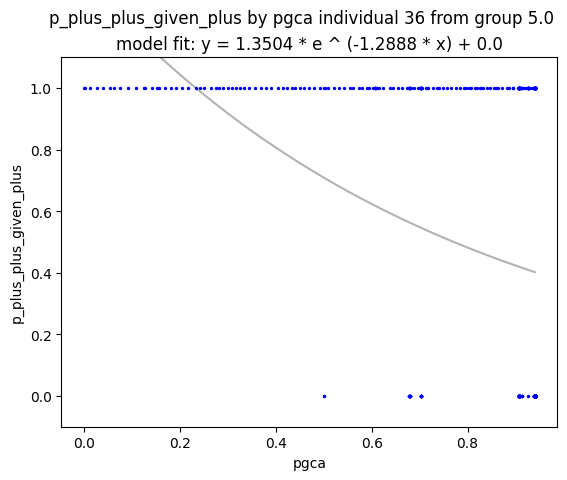 p_plus_plus_given_plus by pgca individual 36 from group 5.0
model fit: y = 1.3504 * e ^ (-1.2888 * x) + 0.0
p_plus_plus_given_plus
1.0
0.8
0.6
0.4
0.2
0.0
0.0 0.2 0.4 0.6 0.8
pgca